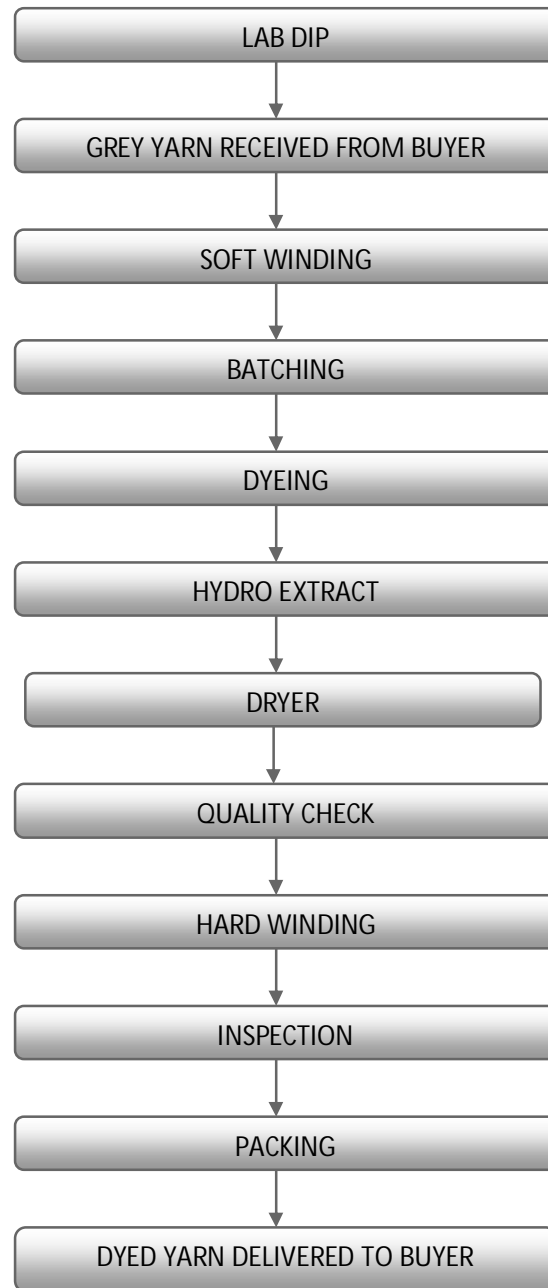 LAB DIP
GREY YARN RECEIVED FROM BUYER
SOFT WINDING
BATCHING
DYEING
HYDRO EXTRACT
DRYER
QUALITY CHECK
HARD WINDING
INSPECTION
PACKING
DYED YARN DELIVERED TO BUYER